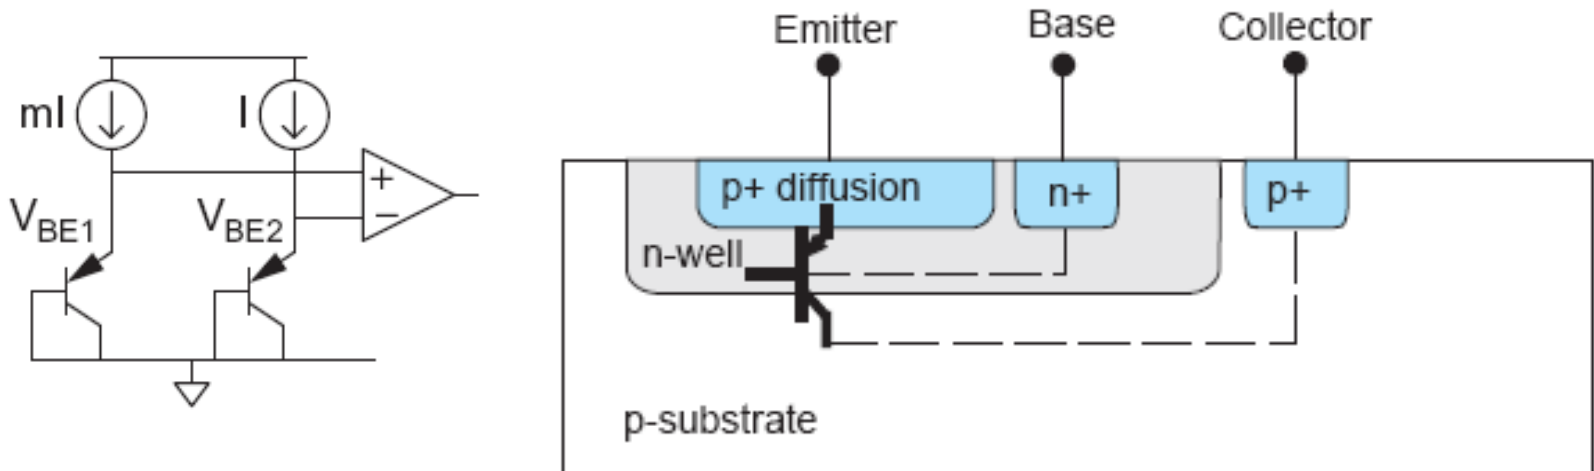 mI
I
+
−
V_BE1
V_BE2
Emitter
Base
Collector
p+ diffusion
n+
p+
n-well
p-substrate